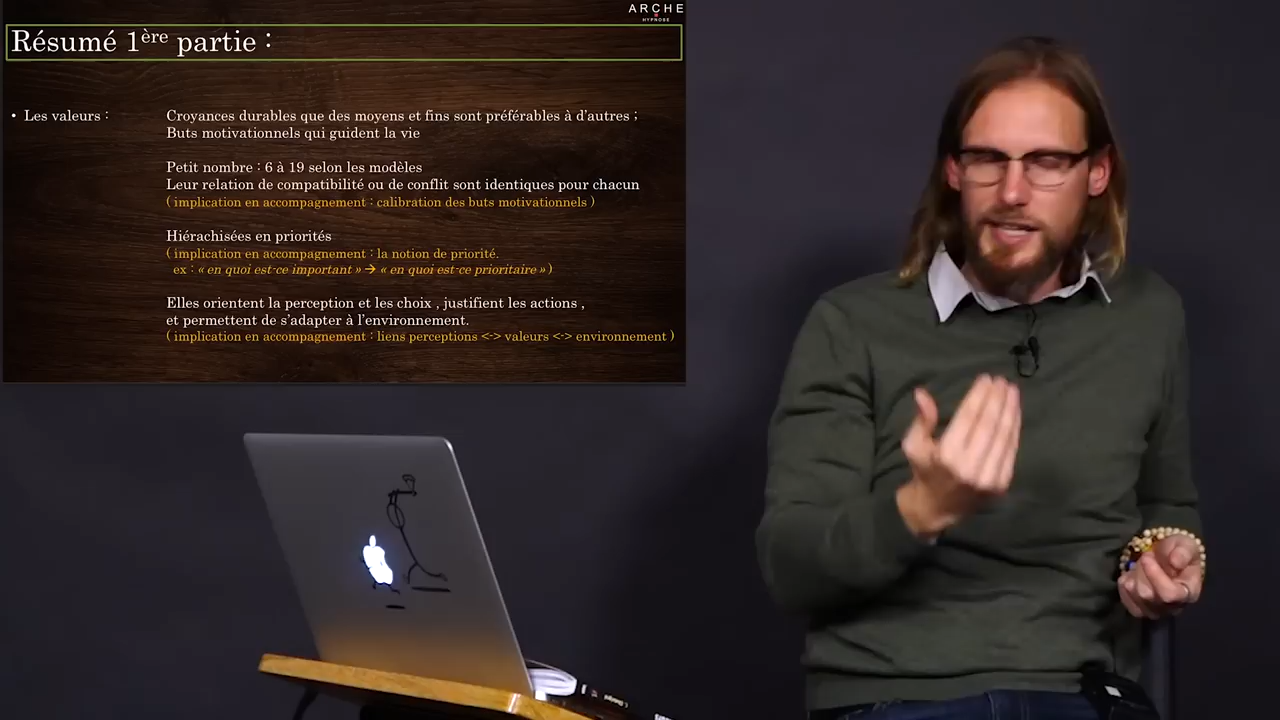 ARCHE
HYPNOSE
Résumé 1ère partie :
• Les valeurs : Croyances durables que des moyens et fins sont préférables à d'autres ;
Buts motivationnels qui guident la vie
Petit nombre : 6 à 19 selon les modèles
Leur relation de compatibilité ou de conflit sont identiques pour chacun
( implication en accompagnement : calibration des buts motivationnels )
Hiérachisées en priorités
( implication en accompagnement : la notion de priorité.
ex : « en quoi est-ce important » → « en quoi est-ce prioritaire » )
Elles orientent la perception et les choix , justifient les actions ,
et permettent de s'adapter à l'environnement.
( implication en accompagnement : liens perceptions <-> valeurs <-> environnement )